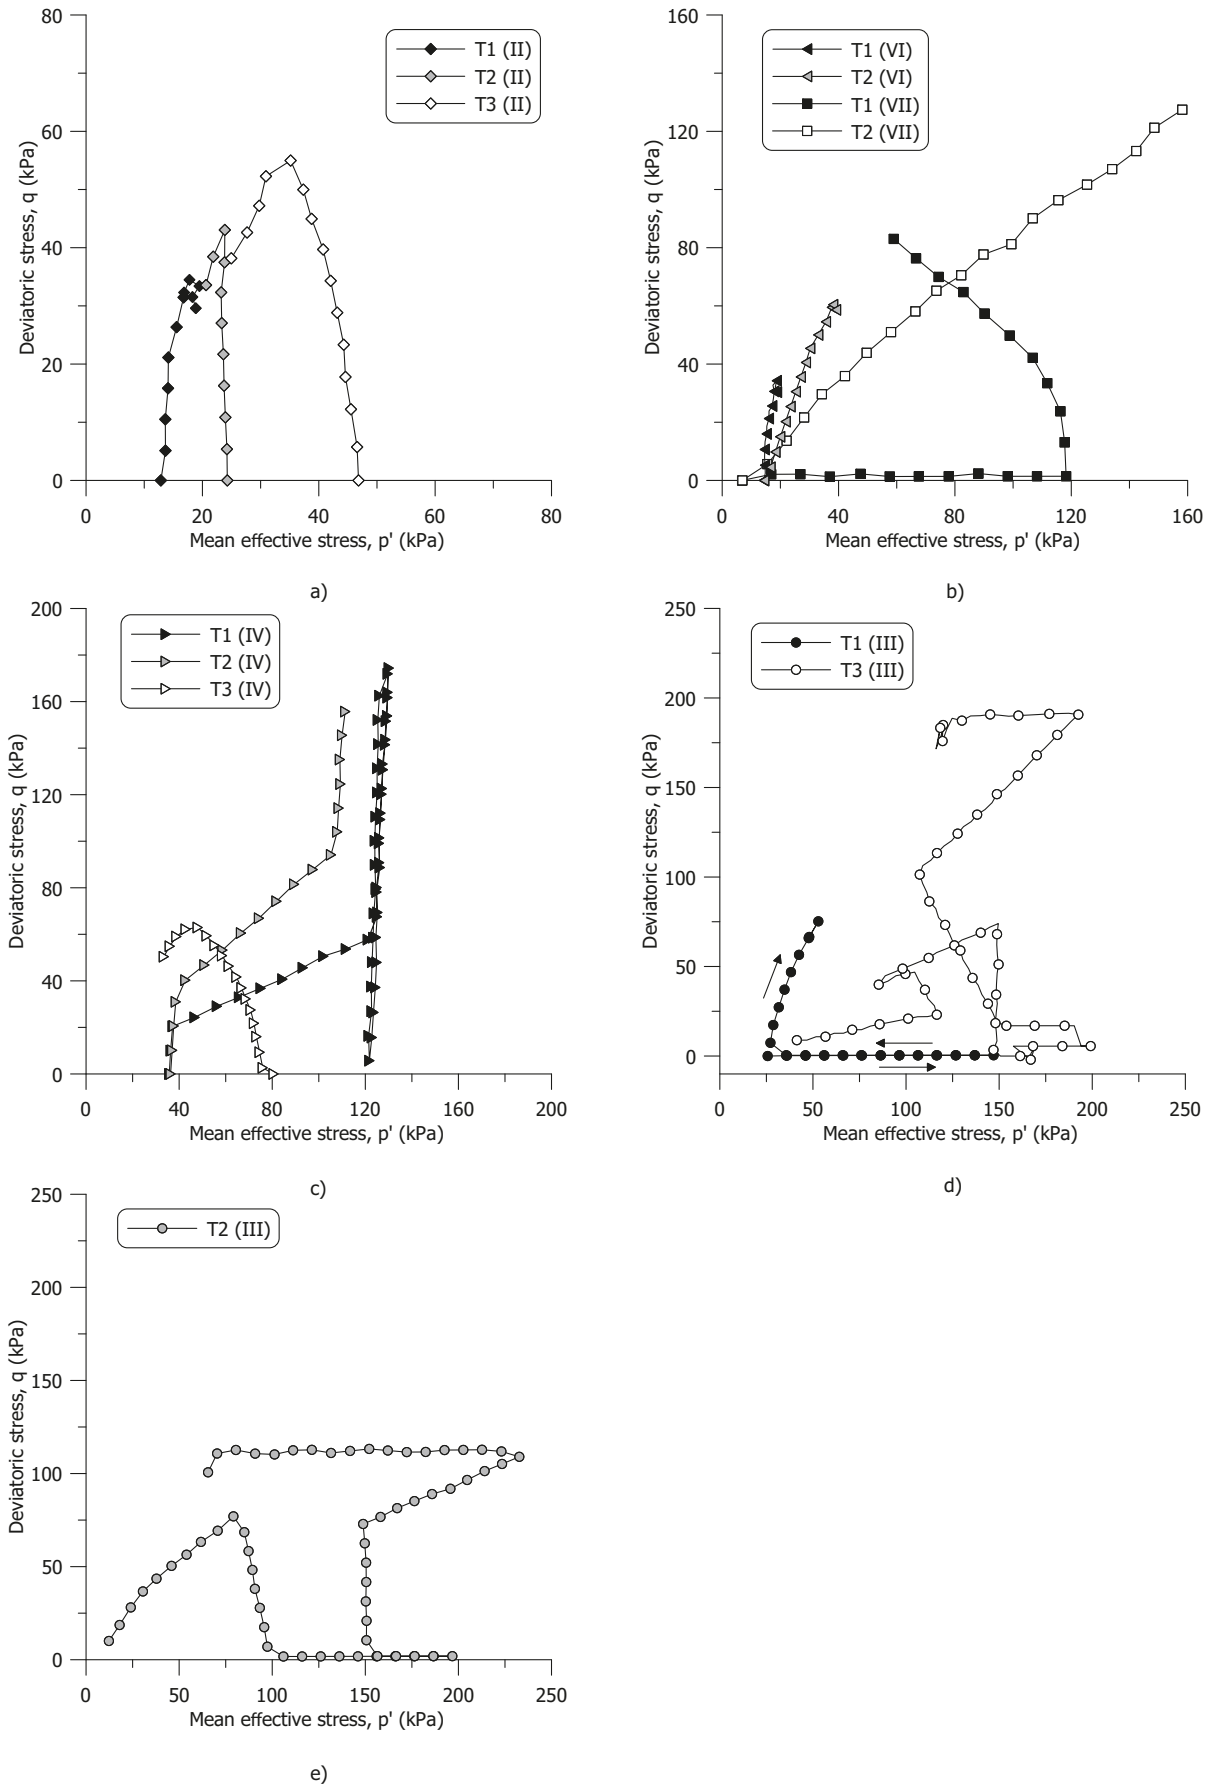 80
60
40
20
0
Deviatoric stress, q (kPa)
T1 (II)
T2 (II)
T3 (II)
0 20 40 60 80
Mean effective stress, p' (kPa)
a)
160
120
80
40
0
Deviatoric stress, q (kPa)
T1 (VI)
T2 (VI)
T1 (VII)
T2 (VII)
0 40 80 120 160
Mean effective stress, p' (kPa)
b)
200
160
120
80
40
0
Deviatoric stress, q (kPa)
T1 (IV)
T2 (IV)
T3 (IV)
0 40 80 120 160 200
Mean effective stress, p' (kPa)
c)
250
200
150
100
50
0
Deviatoric stress, q (kPa)
T1 (III)
T3 (III)
0 50 100 150 200 250
Mean effective stress, p' (kPa)
d)
250
200
150
100
50
0
Deviatoric stress, q (kPa)
T2 (III)
0 50 100 150 200 250
Mean effective stress, p' (kPa)
e)